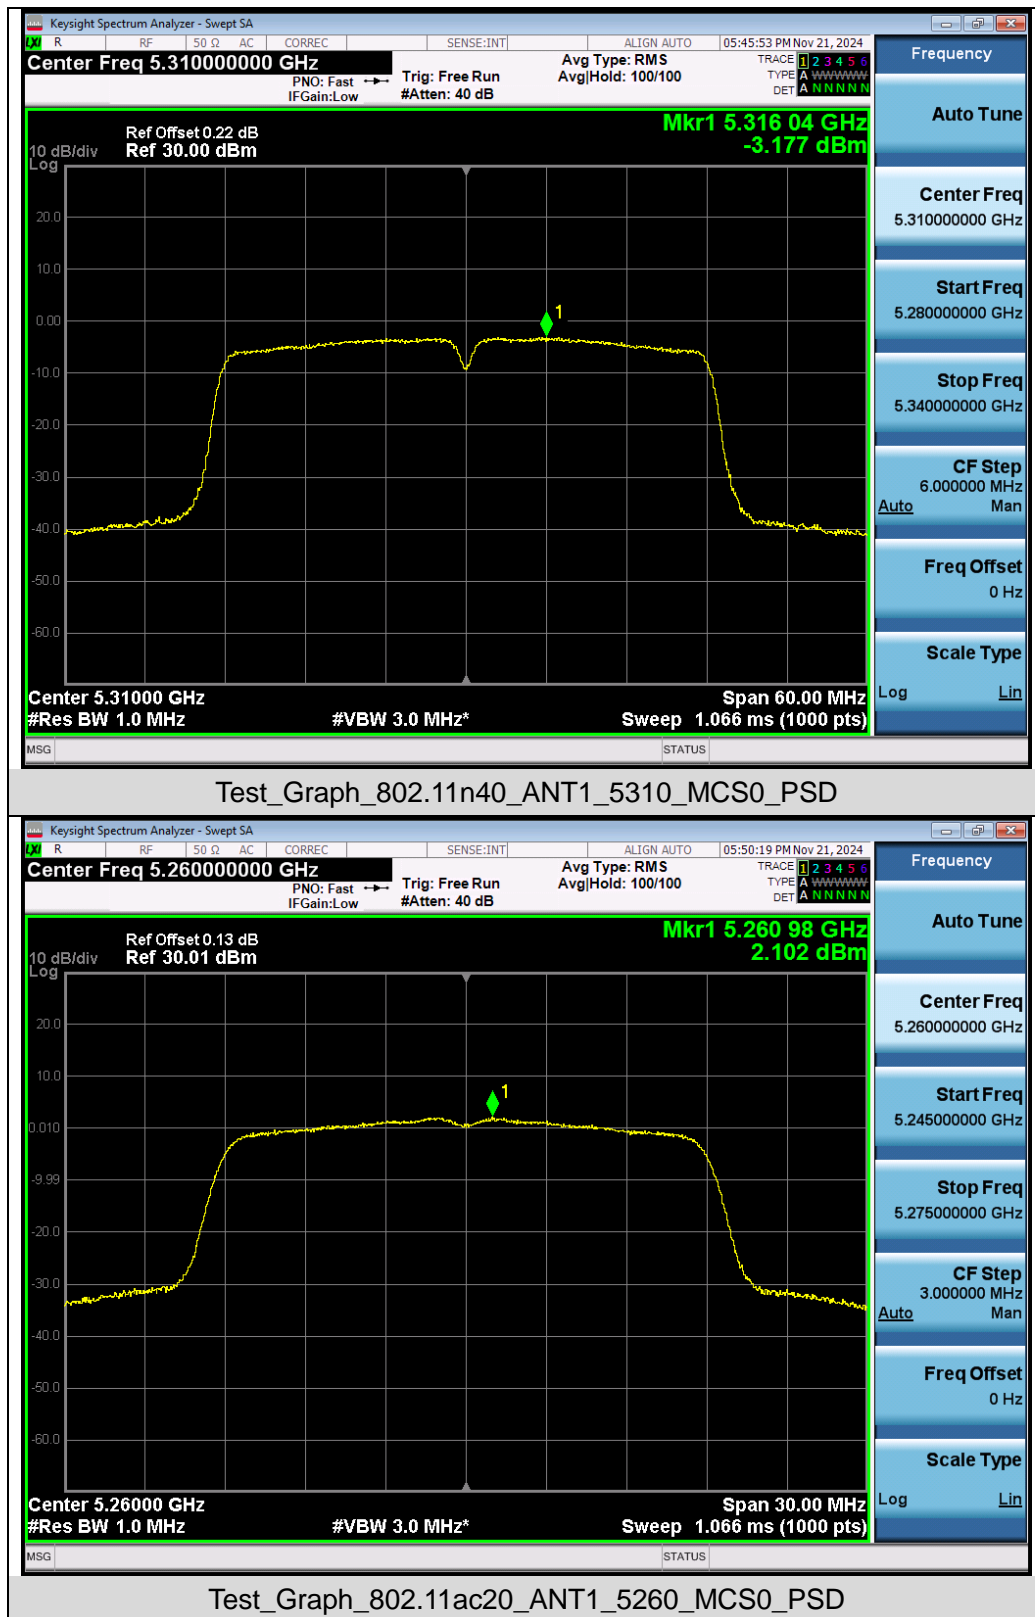 Keysight Spectrum Analyzer - Swept SA
LXI R RF 50 Ω AC CORREC SENSE:INT ALIGN AUTO 05:45:53 PM Nov 21, 2024
Center Freq 5.310000000 GHz
PNO: Fast
IFGain:Low
Trig: Free Run
#Atten: 40 dB
Avg Type: RMS
Avg|Hold: 100/100
TRACE 1 2 3 4 5 6
TYPE A WWWWW
DET A N N N N N
Mkr1 5.316 04 GHz
-3.177 dBm
Ref Offset 0.22 dB
10 dB/div Ref 30.00 dBm
Log
20.0
10.0
0.00
-10.0
-20.0
-30.0
-40.0
-50.0
-60.0
1
Center 5.31000 GHz Span 60.00 MHz
#Res BW 1.0 MHz #VBW 3.0 MHz* Sweep 1.066 ms (1000 pts)
MSG STATUS
Frequency
Auto Tune
Center Freq
5.310000000 GHz
Start Freq
5.280000000 GHz
Stop Freq
5.340000000 GHz
CF Step
6.000000 MHz
Auto Man
Freq Offset
0 Hz
Scale Type
Log Lin
Test_Graph_802.11n40_ANT1_5310_MCS0_PSD
Keysight Spectrum Analyzer - Swept SA
LXI R RF 50 Ω AC CORREC SENSE:INT ALIGN AUTO 05:50:19 PM Nov 21, 2024
Center Freq 5.260000000 GHz
PNO: Fast
IFGain:Low
Trig: Free Run
#Atten: 40 dB
Avg Type: RMS
Avg|Hold: 100/100
TRACE 1 2 3 4 5 6
TYPE A WWWWW
DET A N N N N N
Mkr1 5.260 98 GHz
2.102 dBm
Ref Offset 0.13 dB
10 dB/div Ref 30.01 dBm
Log
20.0
10.0
0.010
-9.99
-20.0
-30.0
-40.0
-50.0
-60.0
1
Center 5.26000 GHz Span 30.00 MHz
#Res BW 1.0 MHz #VBW 3.0 MHz* Sweep 1.066 ms (1000 pts)
MSG STATUS
Frequency
Auto Tune
Center Freq
5.260000000 GHz
Start Freq
5.245000000 GHz
Stop Freq
5.275000000 GHz
CF Step
3.000000 MHz
Auto Man
Freq Offset
0 Hz
Scale Type
Log Lin
Test_Graph_802.11ac20_ANT1_5260_MCS0_PSD